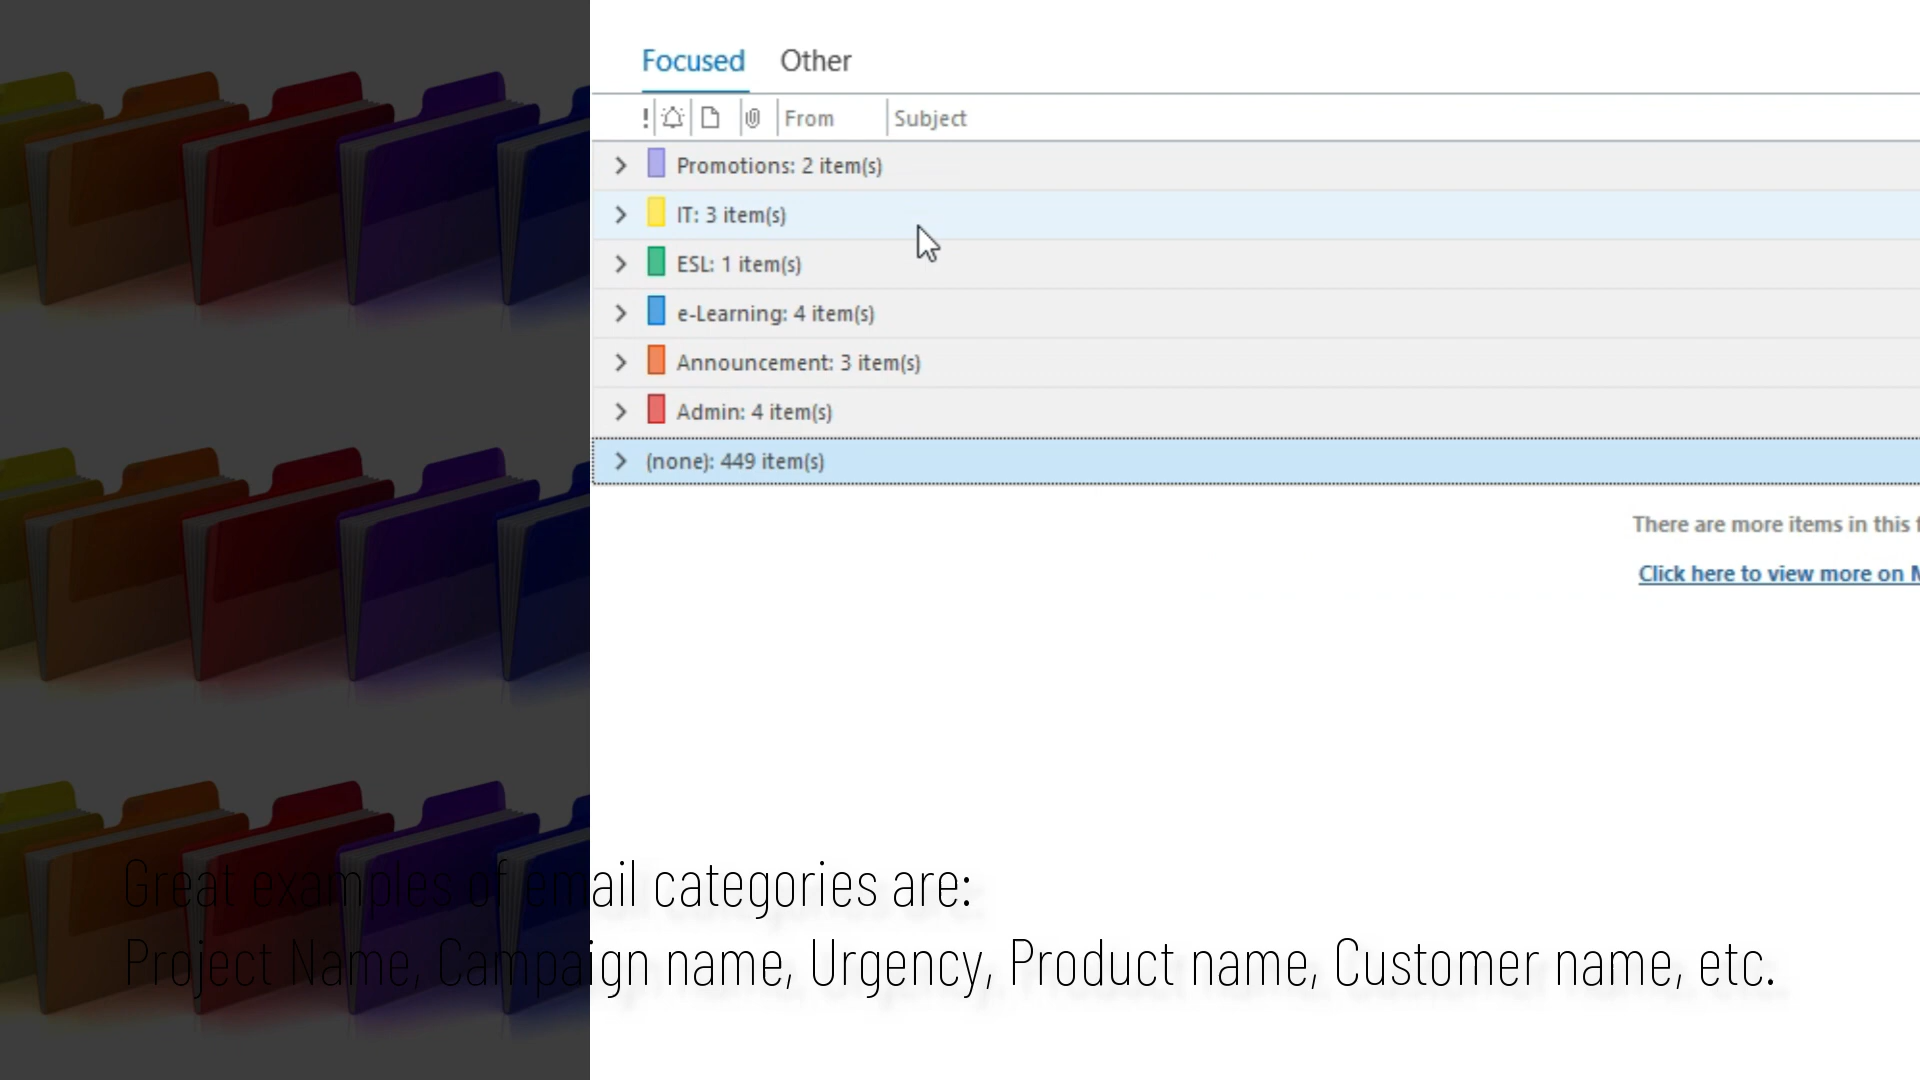 Focused Other
! From Subject
Promotions: 2 item(s)
IT: 3 item(s)
ESL: 1 item(s)
e-Learning: 4 item(s)
Announcement: 3 item(s)
Admin: 4 item(s)
(none): 449 item(s)
There are more items in this f
Click here to view more on M
Great examples of email categories are:
Project Name, Campaign name, Urgency, Product name, Customer name, etc.